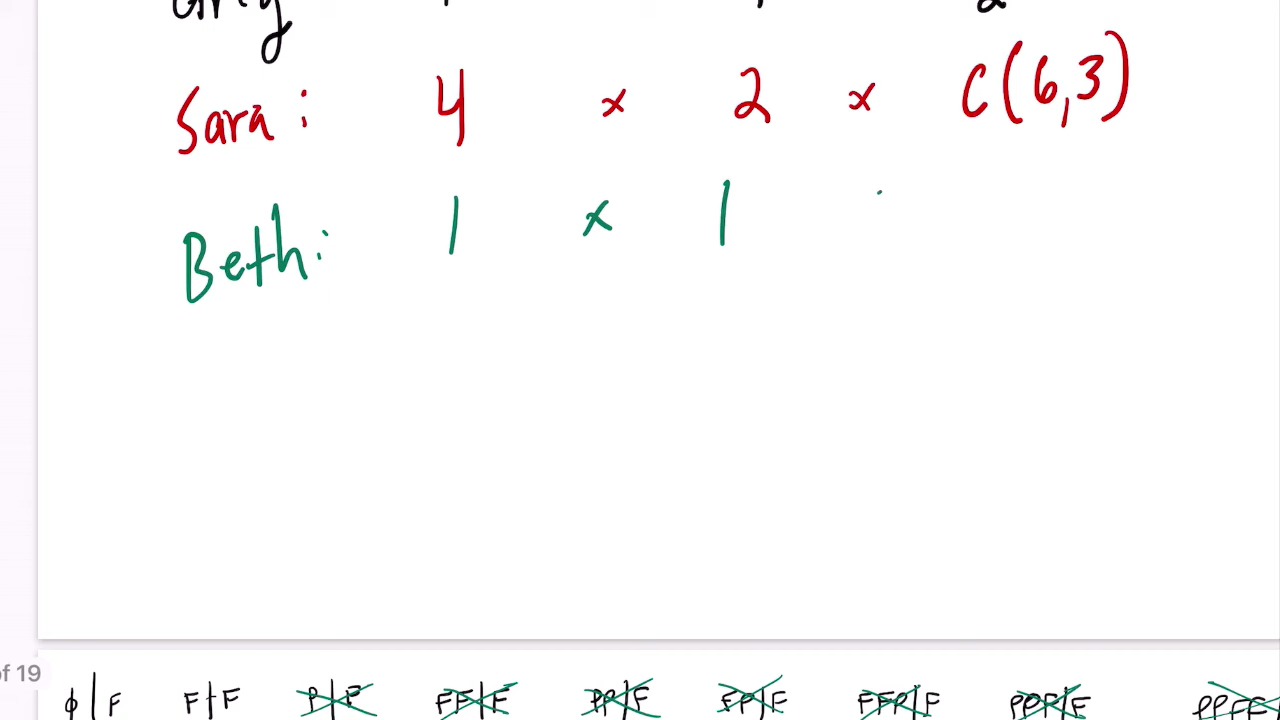 Sara: 4 x 2 x C(6,3)
Beth: 1 x 1
of 19
ϕ|F F|F P|F FF|F PP|F FP|F FFP|F PPF|F